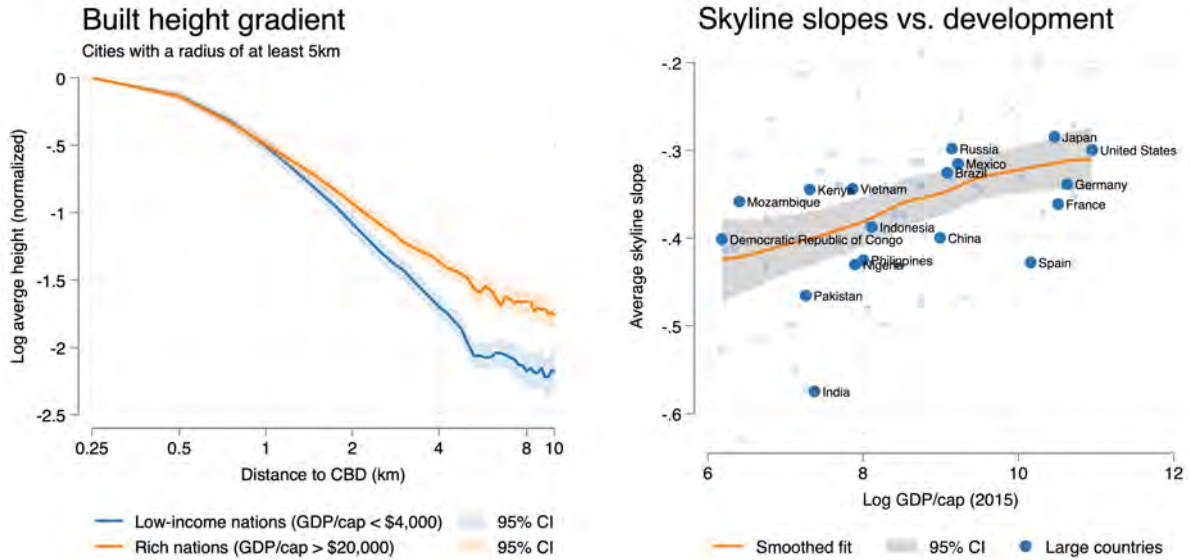 Built height gradient
Cities with a radius of at least 5km
Log averge height (normalized)
0
-.5
-1
-1.5
-2
-2.5
0.25 0.5 1 2 4 8 10
Distance to CBD (km)
Low-income nations (GDP/cap < $4,000) 95% CI
Rich nations (GDP/cap > $20,000) 95% CI
Skyline slopes vs. development
Average skyline slope
-.2
-.3
-.4
-.5
-.6
Japan
Russia
United States
Mexico
Brazil
Kenya
Vietnam
Germany
Mozambique
France
Indonesia
Democratic Republic of Congo
China
Philippines
Nigeria
Spain
Pakistan
India
6 8 10 12
Log GDP/cap (2015)
Smoothed fit 95% CI Large countries